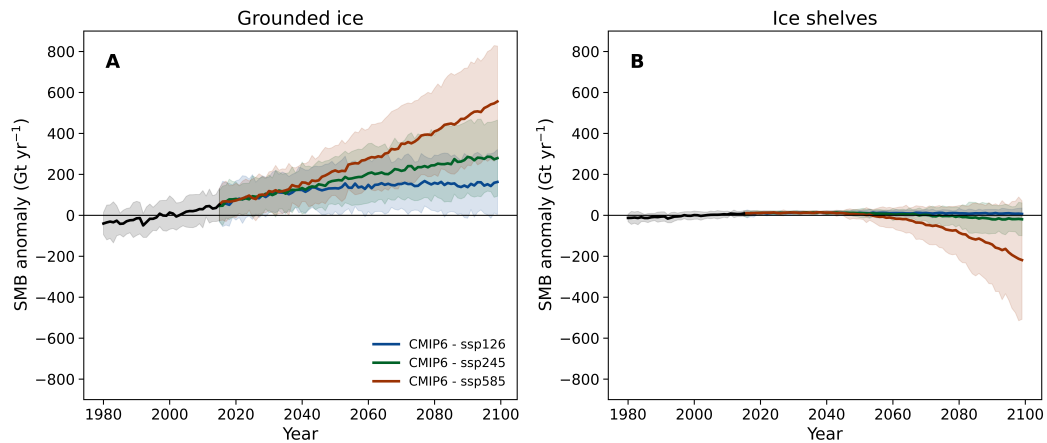 Grounded ice
A
800
600
400
200
0
−200
−400
−600
−800
SMB anomaly (Gt yr⁻¹)
CMIP6 - ssp126
CMIP6 - ssp245
CMIP6 - ssp585
1980 2000 2020 2040 2060 2080 2100
Year
Ice shelves
B
800
600
400
200
0
−200
−400
−600
−800
SMB anomaly (Gt yr⁻¹)
1980 2000 2020 2040 2060 2080 2100
Year